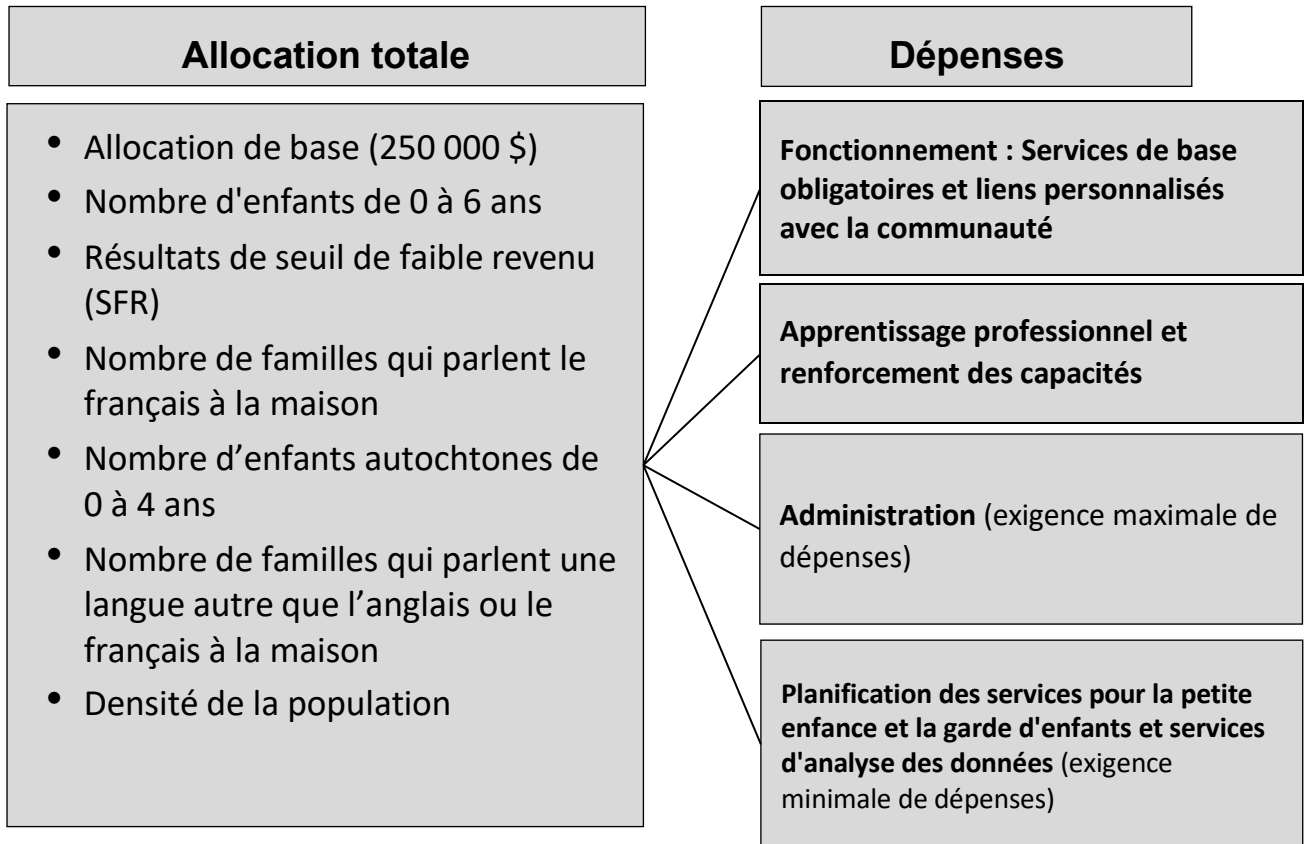 Allocation totale
• Allocation de base (250 000 $)
• Nombre d'enfants de 0 à 6 ans
• Résultats de seuil de faible revenu
(SFR)
• Nombre de familles qui parlent le
français à la maison
• Nombre d’enfants autochtones de
0 à 4 ans
• Nombre de familles qui parlent une
langue autre que l’anglais ou le
français à la maison
• Densité de la population
Dépenses
Fonctionnement : Services de base
obligatoires et liens personnalisés
avec la communauté
Apprentissage professionnel et
renforcement des capacités
Administration (exigence maximale de
dépenses)
Planification des services pour la petite
enfance et la garde d'enfants et services
d'analyse des données (exigence
minimale de dépenses)